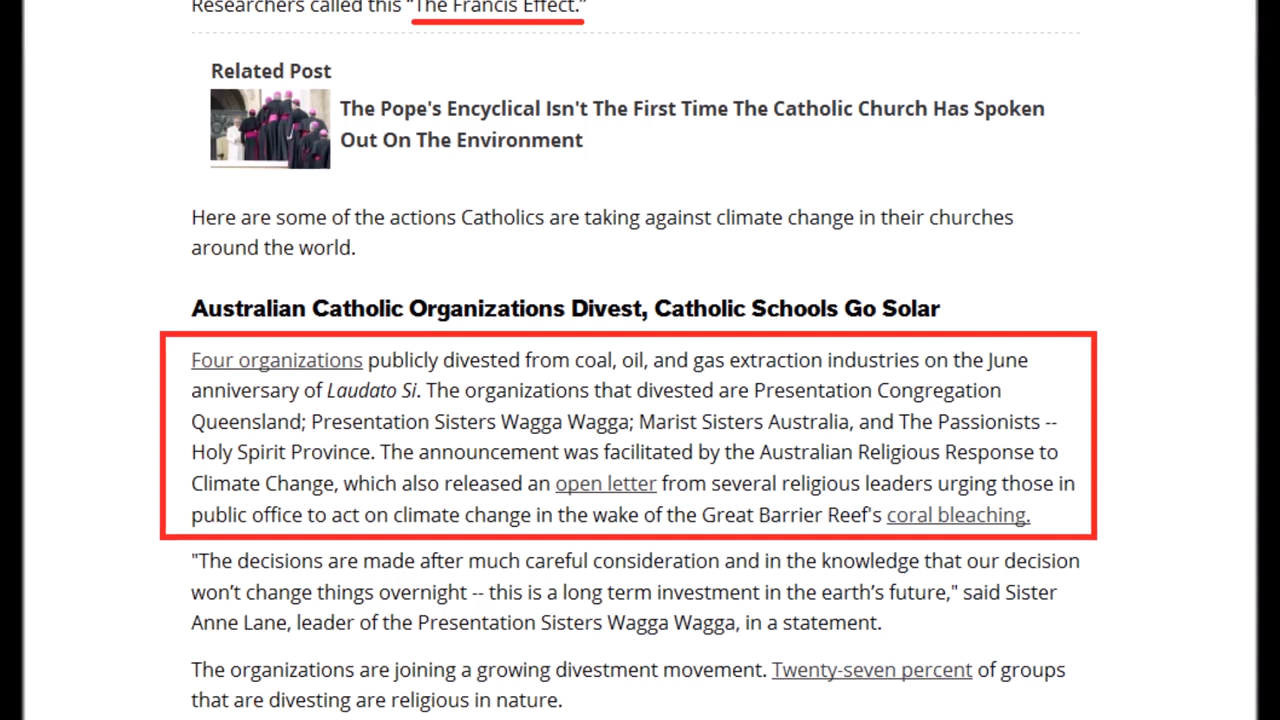 Researchers called this “The Francis Effect.”
Related Post
The Pope's Encyclical Isn't The First Time The Catholic Church Has Spoken
Out On The Environment
Here are some of the actions Catholics are taking against climate change in their churches
around the world.
Australian Catholic Organizations Divest, Catholic Schools Go Solar
Four organizations publicly divested from coal, oil, and gas extraction industries on the June
anniversary of Laudato Si. The organizations that divested are Presentation Congregation
Queensland; Presentation Sisters Wagga Wagga; Marist Sisters Australia, and The Passionists --
Holy Spirit Province. The announcement was facilitated by the Australian Religious Response to
Climate Change, which also released an open letter from several religious leaders urging those in
public office to act on climate change in the wake of the Great Barrier Reef's coral bleaching.
"The decisions are made after much careful consideration and in the knowledge that our decision
won’t change things overnight -- this is a long term investment in the earth’s future," said Sister
Anne Lane, leader of the Presentation Sisters Wagga Wagga, in a statement.
The organizations are joining a growing divestment movement. Twenty-seven percent of groups
that are divesting are religious in nature.